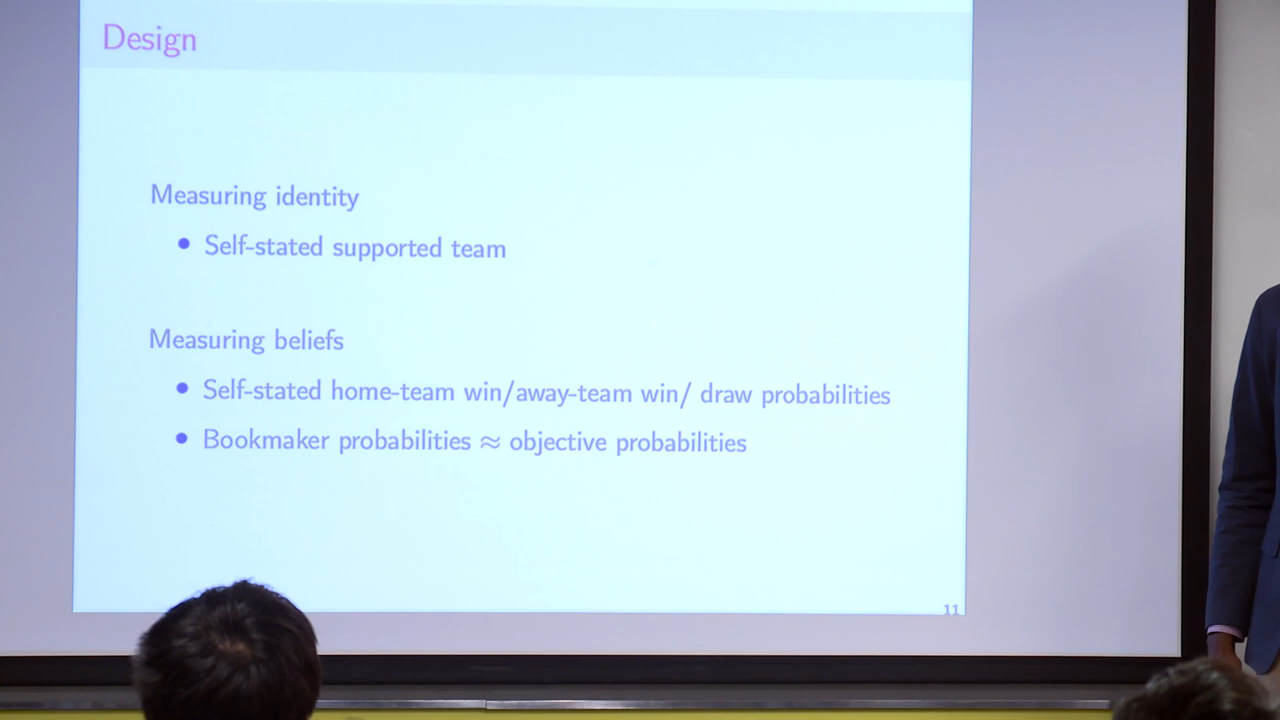 Design
Measuring identity
• Self-stated supported team
Measuring beliefs
• Self-stated home-team win/away-team win/ draw probabilities
• Bookmaker probabilities ≈ objective probabilities
11